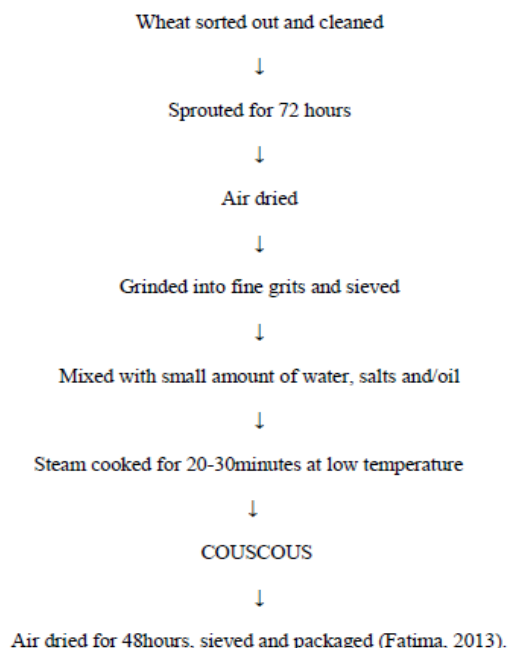 Wheat sorted out and cleaned
↓
Sprouted for 72 hours
↓
Air dried
↓
Grinded into fine grits and sieved
↓
Mixed with small amount of water, salts and/oil
↓
Steam cooked for 20-30minutes at low temperature
↓
COUSCOUS
↓
Air dried for 48hours, sieved and packaged (Fatima, 2013).